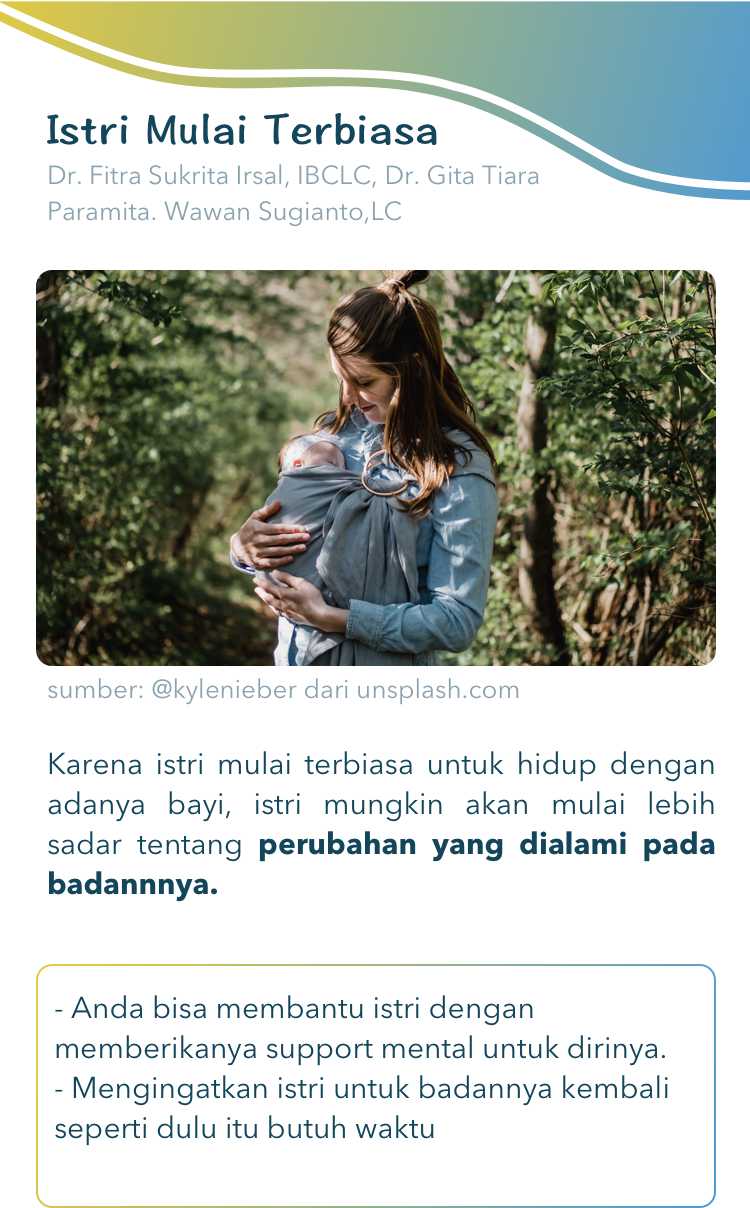 Istri Mulai Terbiasa
Dr. Fitra Sukrita Irsal, IBCLC, Dr. Gita Tiara
Paramita. Wawan Sugianto,LC
sumber: @kylenieber dari unsplash.com
Karena istri mulai terbiasa untuk hidup dengan
adanya bayi, istri mungkin akan mulai lebih
sadar tentang perubahan yang dialami pada
badannnya.
- Anda bisa membantu istri dengan
memberikanya support mental untuk dirinya.
- Mengingatkan istri untuk badannya kembali
seperti dulu itu butuh waktu